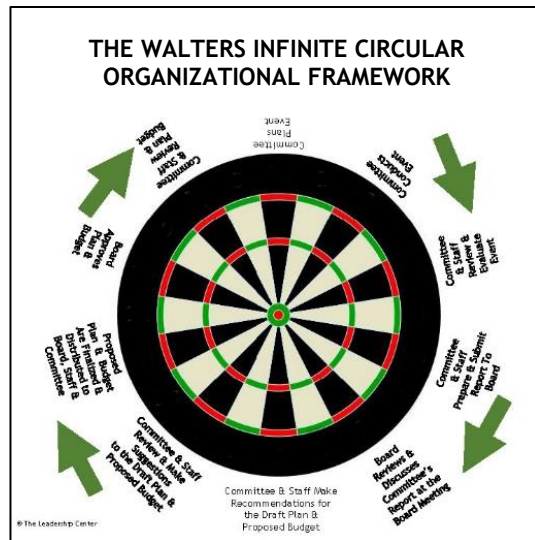 THE WALTERS INFINITE CIRCULAR
ORGANIZATIONAL FRAMEWORK
Committee
Plans
Event
Committee
Conducts
Event
Committee
& Staff
Review &
Evaluate
Event
Committee
& Staff
Prepare & Submit
Report To
Board
Board
Reviews &
Discusses
Committee's
Report at the
Board Meeting
Committee & Staff Make
Recommendations for
the Draft Plan &
Proposed Budget
Committee & Staff
Review & Make
Suggestions
to the Draft Plan &
Proposed Budget
Proposed
Plan & Budget
Are Finalized &
Distributed to
Board, Staff &
Committee
Board
Approves
Plan &
Budget
Committee
& Staff
Review
Plan &
Budget
© The Leadership Center